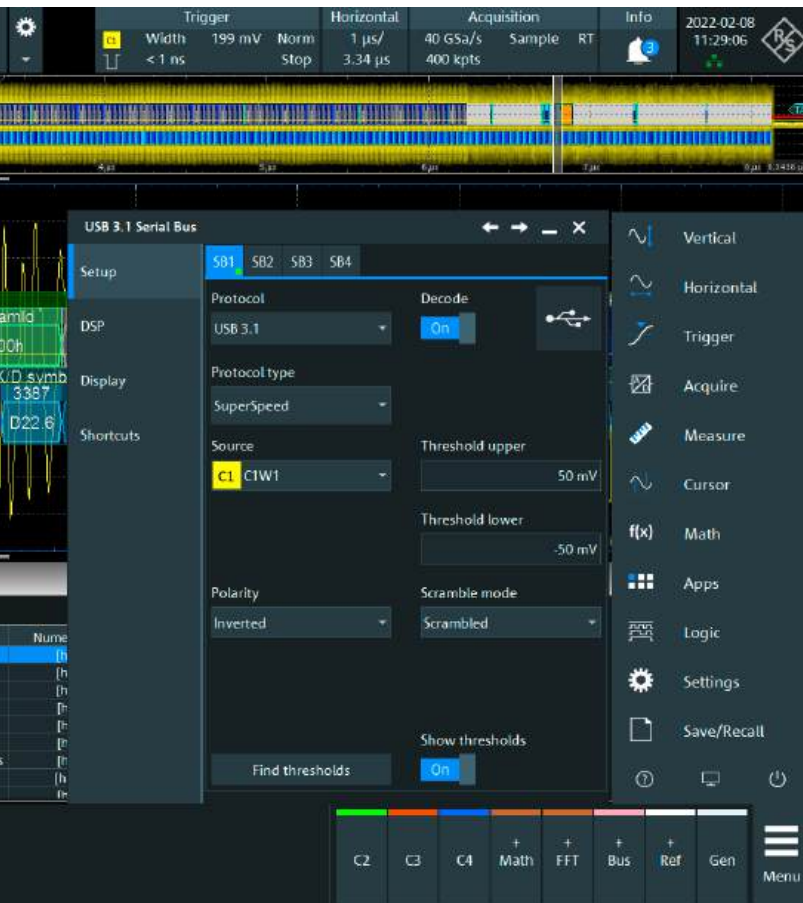 Trigger
Horizontal
Acquisition
Info
2022-02-08
11:29:06
C1
Width
199 mV
Norm
< 1 ns
Stop
1 µs/
3.34 µs
40 GSa/s
Sample
RT
400 kpts
3
R&S
T
4 µs
5 µs
6 µs
7 µs
8 µs
USB 3.1 Serial Bus
Setup
DSP
Display
Shortcuts
SB1
SB2
SB3
SB4
Protocol
Decode
USB 3.1
On
Protocol type
SuperSpeed
Source
Threshold upper
C1
C1W1
50 mV
Threshold lower
-50 mV
Polarity
Scramble mode
Inverted
Scrambled
Show thresholds
Find thresholds
On
00h
K/D symb
3387
D22.6
Nume
[h
[h
[h
[h
[h
s
[h
[h
Vertical
Horizontal
Trigger
Acquire
Measure
Cursor
f(x)
Math
Apps
Logic
Settings
Save/Recall
?
C2
C3
C4
+ Math
+ FFT
+ Bus
+ Ref
Gen
Menu